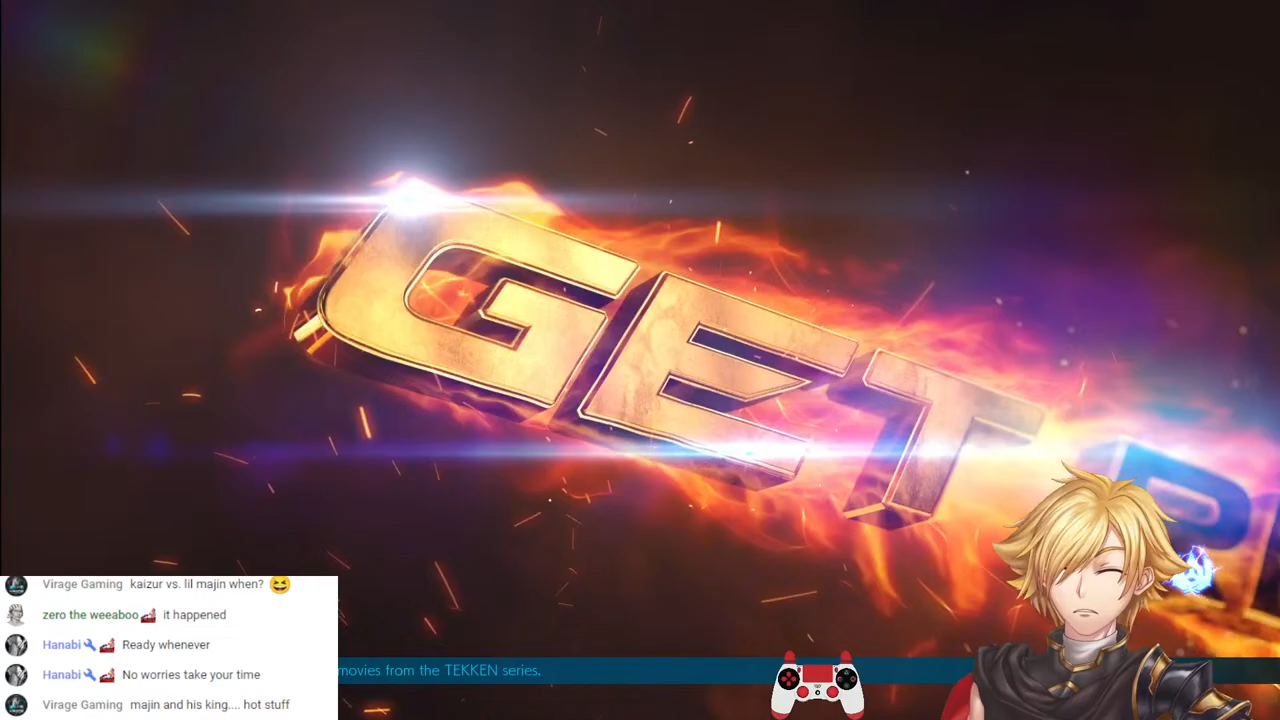 GET
Virage Gaming kaizur vs. lil majin when? 😆
zero the weeaboo it happened
Hanabi Ready whenever
Hanabi No worries take your time
Virage Gaming majin and his king.... hot stuff
movies from the TEKKEN series.